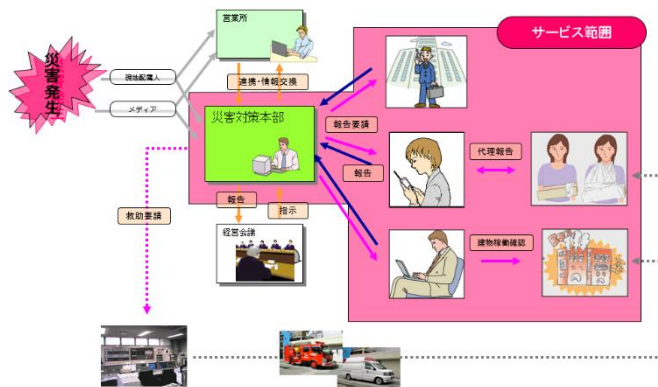 営業所
サービス範囲
災害発生
現地配属人
メディア
連携・情報交換
災害対策本部
報告要請
報告
代理報告
救助要請
報告
指示
経営会議
建物稼働確認